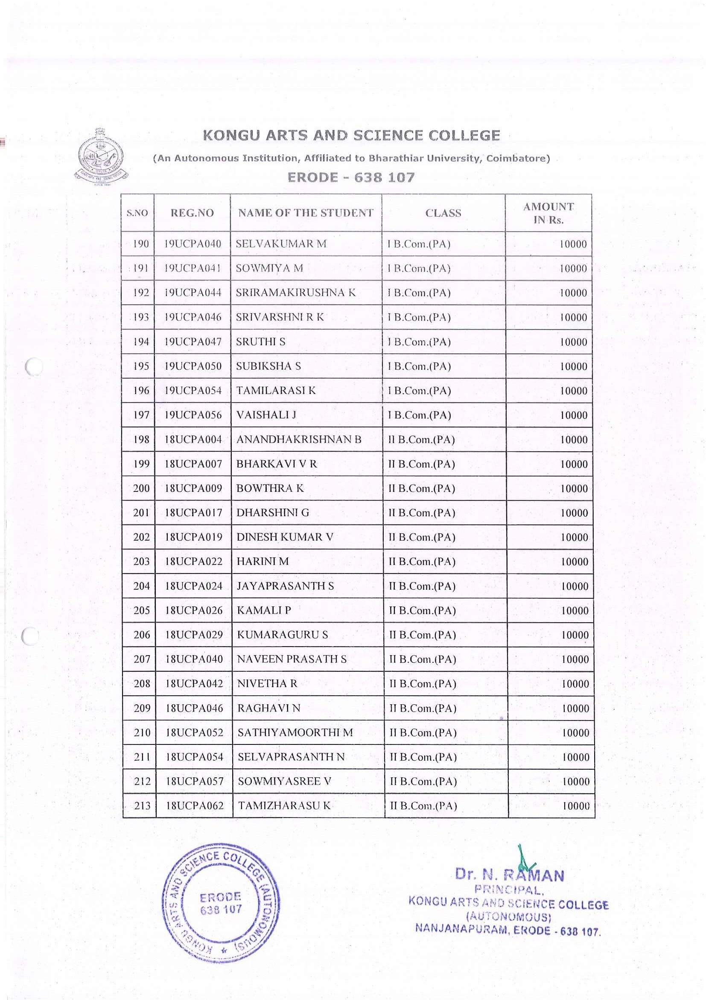 KONGU ARTS AND SCIENCE COLLEGE
(An Autonomous Institution, Affiliated to Bharathiar University, Coimbatore)
ERODE - 638 107
S.NO REG.NO NAME OF THE STUDENT CLASS AMOUNT IN Rs.
190 19UCPA040 SELVAKUMAR M I B.Com.(PA) 10000
191 19UCPA041 SOWMIYA M I B.Com.(PA) 10000
192 19UCPA044 SRIRAMAKIRUSHNA K I B.Com.(PA) 10000
193 19UCPA046 SRIVARSHNI R K I B.Com.(PA) 10000
194 19UCPA047 SRUTHI S I B.Com.(PA) 10000
195 19UCPA050 SUBIKSHA S I B.Com.(PA) 10000
196 19UCPA054 TAMILARASI K I B.Com.(PA) 10000
197 19UCPA056 VAISHALI J I B.Com.(PA) 10000
198 18UCPA004 ANANDHAKRISHNAN B II B.Com.(PA) 10000
199 18UCPA007 BHARKAVI V R II B.Com.(PA) 10000
200 18UCPA009 BOWTHRA K II B.Com.(PA) 10000
201 18UCPA017 DHARSHINI G II B.Com.(PA) 10000
202 18UCPA019 DINESH KUMAR V II B.Com.(PA) 10000
203 18UCPA022 HARINI M II B.Com.(PA) 10000
204 18UCPA024 JAYAPRASANTH S II B.Com.(PA) 10000
205 18UCPA026 KAMALI P II B.Com.(PA) 10000
206 18UCPA029 KUMARAGURU S II B.Com.(PA) 10000
207 18UCPA040 NAVEEN PRASATH S II B.Com.(PA) 10000
208 18UCPA042 NIVETHA R II B.Com.(PA) 10000
209 18UCPA046 RAGHAVI N II B.Com.(PA) 10000
210 18UCPA052 SATHIYAMOORTHI M II B.Com.(PA) 10000
211 18UCPA054 SELVAPRASANTH N II B.Com.(PA) 10000
212 18UCPA057 SOWMIYASREE V II B.Com.(PA) 10000
213 18UCPA062 TAMIZHARASU K II B.Com.(PA) 10000
KONGU ARTS AND SCIENCE COLLEGE (AUTONOMOUS)
ERODE
638 107
Dr. N. RAMAN
PRINCIPAL,
KONGU ARTS AND SCIENCE COLLEGE
(AUTONOMOUS)
NANJANAPURAM, ERODE - 638 107.